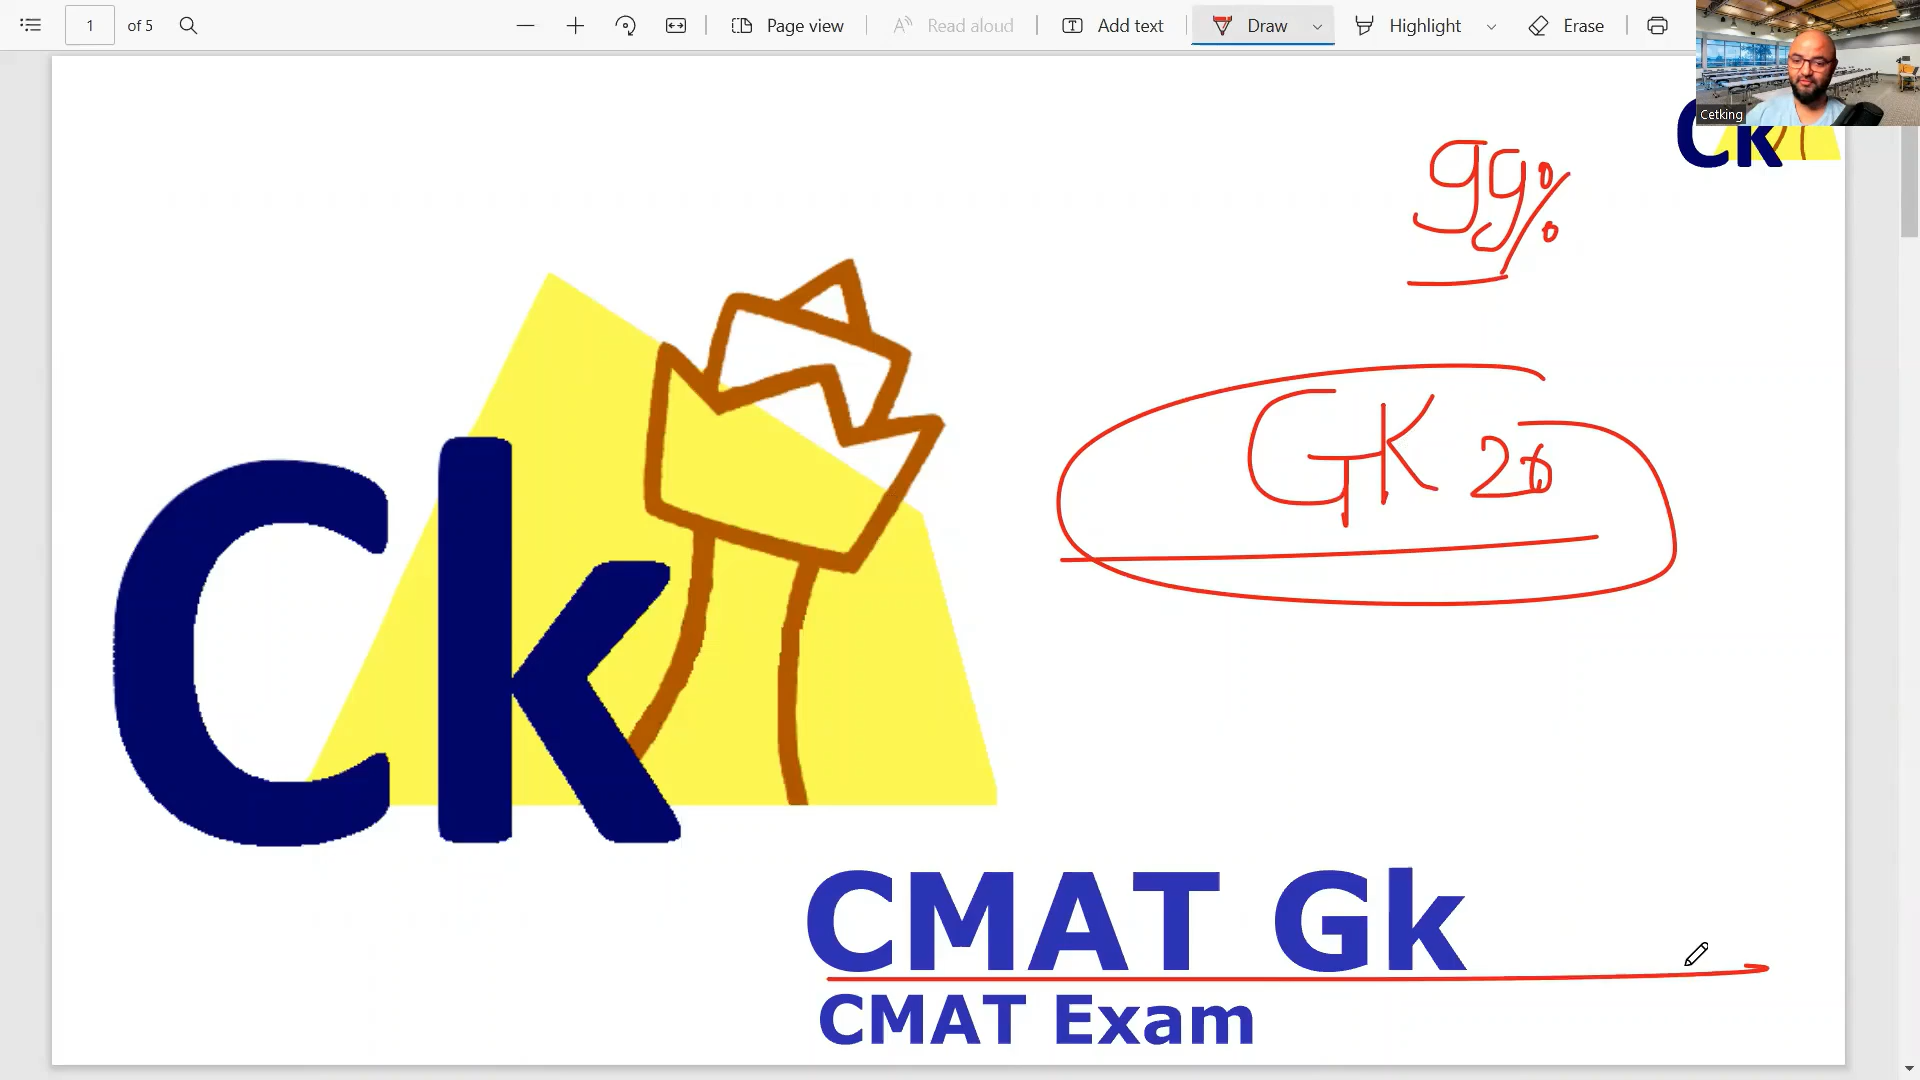 1 of 5 Page view Read aloud Add text Draw Highlight Erase
Cetking
Ck
99%
GK 20
Ck
CMAT Gk
CMAT Exam